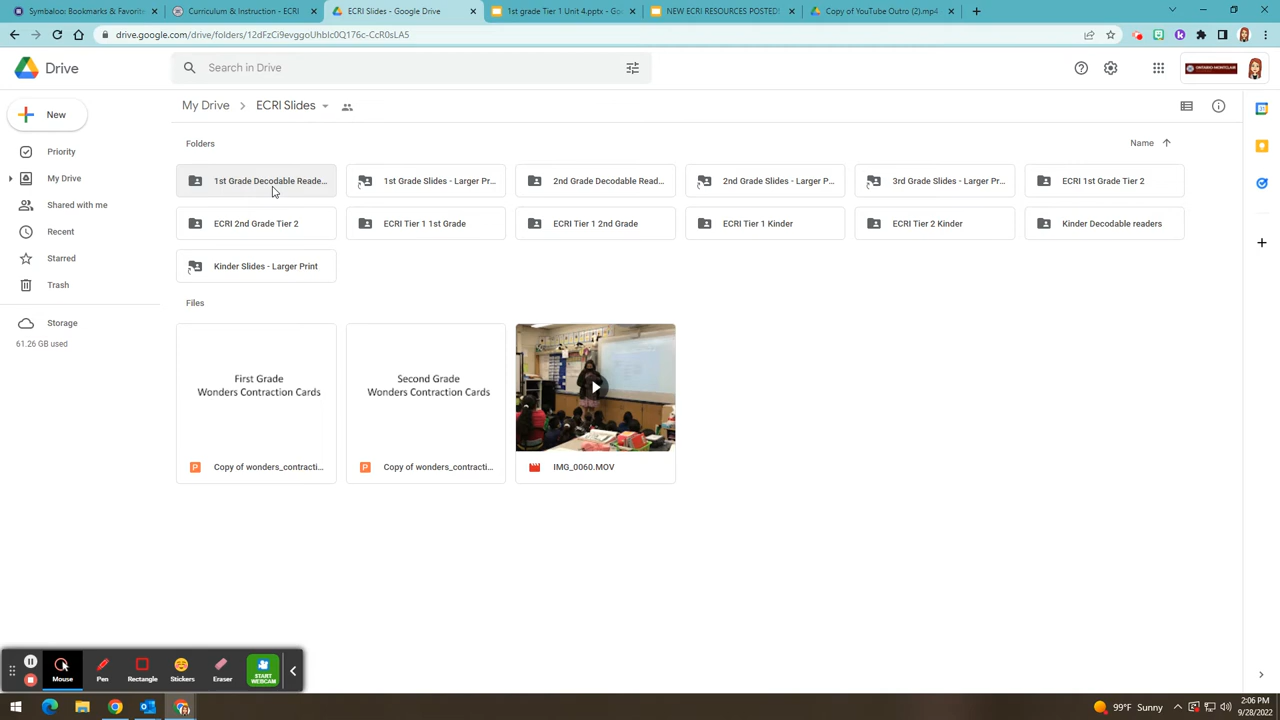 Symbaloo: Bookmarks & Favorit
Curriculum & Instruction - ECRI
ECRI Slides - Google Drive
1st grade Tier 1 Unit 4.pptx - Go
NEW ECRI RESOURCES POSTED!
Copy of YouTube Outro (2).mp4
drive.google.com/drive/folders/12dFzCi9evggoUhbIc0Q176c-CcR0sLA5
Drive
Search in Drive
New
My Drive
ECRI Slides
Folders
Name
Priority
My Drive
Shared with me
Recent
Starred
Trash
Storage
61.26 GB used
1st Grade Decodable Reade...
1st Grade Slides - Larger Pr...
2nd Grade Decodable Read...
2nd Grade Slides - Larger P...
3rd Grade Slides - Larger Pr...
ECRI 1st Grade Tier 2
ECRI 2nd Grade Tier 2
ECRI Tier 1 1st Grade
ECRI Tier 1 2nd Grade
ECRI Tier 1 Kinder
ECRI Tier 2 Kinder
Kinder Decodable readers
Kinder Slides - Larger Print
Files
First Grade
Wonders Contraction Cards
Copy of wonders_contracti...
Second Grade
Wonders Contraction Cards
Copy of wonders_contracti...
IMG_0060.MOV
Mouse
Pen
Rectangle
Stickers
Eraser
START
WEBCAM
99°F Sunny
2:06 PM
9/28/2022